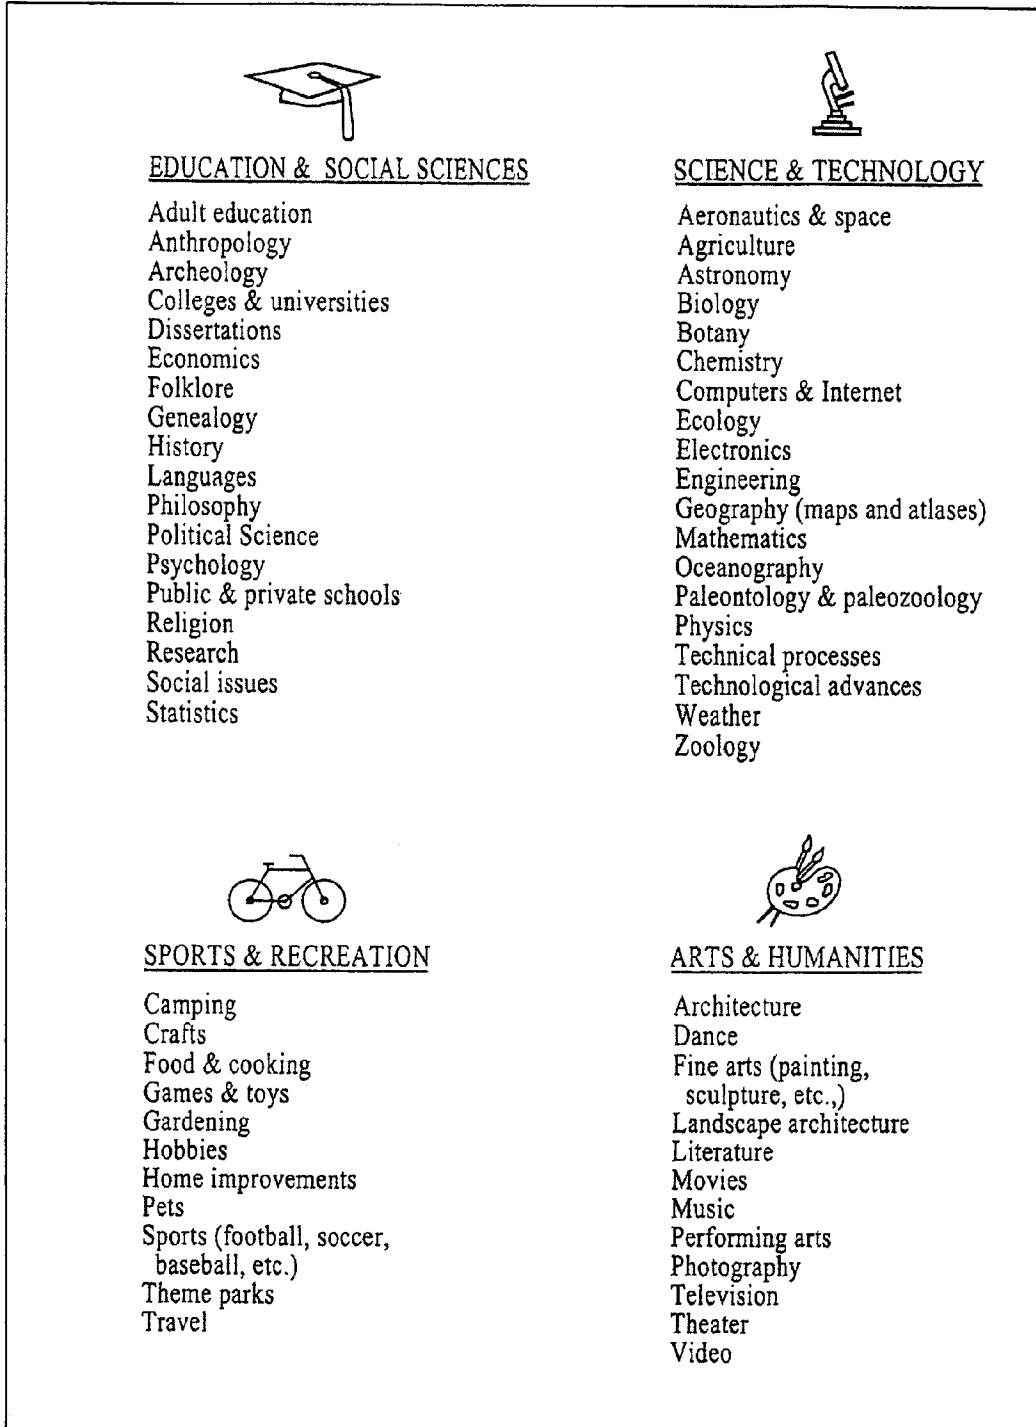 EDUCATION & SOCIAL SCIENCES
Adult education
Anthropology
Archeology
Colleges & universities
Dissertations
Economics
Folklore
Genealogy
History
Languages
Philosophy
Political Science
Psychology
Public & private schools
Religion
Research
Social issues
Statistics
SCIENCE & TECHNOLOGY
Aeronautics & space
Agriculture
Astronomy
Biology
Botany
Chemistry
Computers & Internet
Ecology
Electronics
Engineering
Geography (maps and atlases)
Mathematics
Oceanography
Paleontology & paleozoology
Physics
Technical processes
Technological advances
Weather
Zoology
SPORTS & RECREATION
Camping
Crafts
Food & cooking
Games & toys
Gardening
Hobbies
Home improvements
Pets
Sports (football, soccer,
baseball, etc.)
Theme parks
Travel
ARTS & HUMANITIES
Architecture
Dance
Fine arts (painting,
sculpture, etc.,)
Landscape architecture
Literature
Movies
Music
Performing arts
Photography
Television
Theater
Video